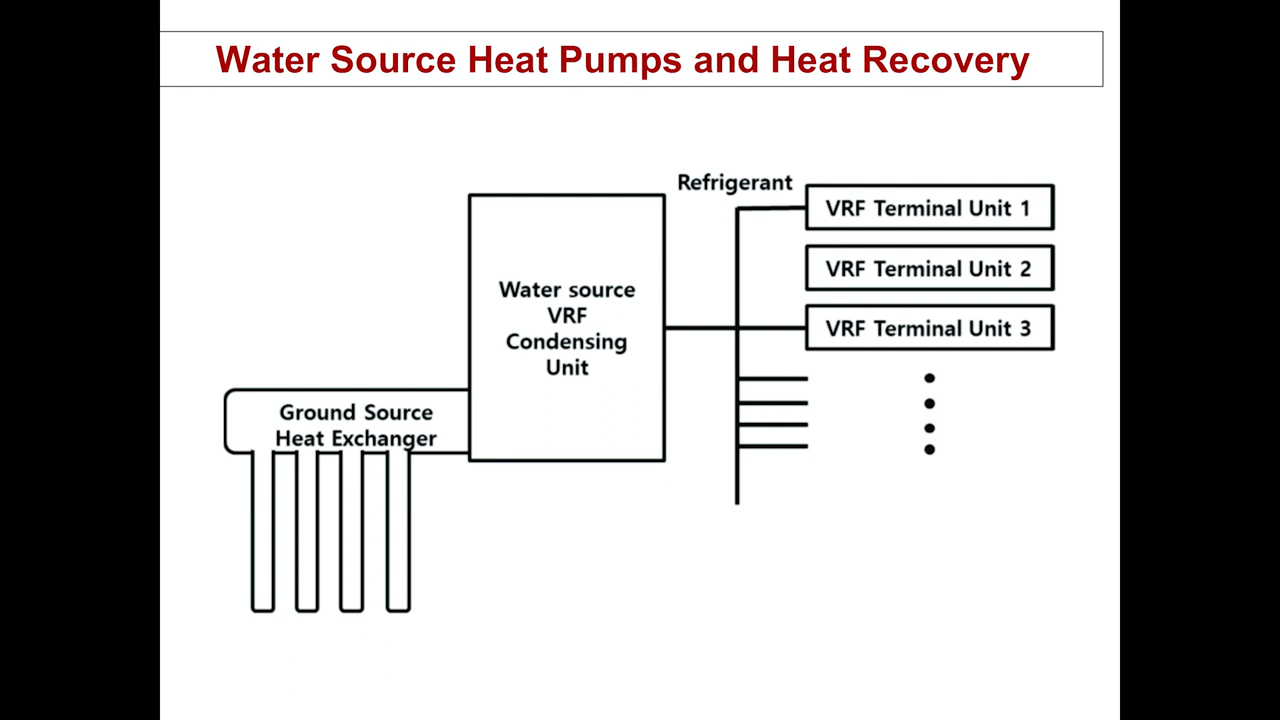 Water Source Heat Pumps and Heat Recovery
Refrigerant
VRF Terminal Unit 1
VRF Terminal Unit 2
VRF Terminal Unit 3
Water source
VRF
Condensing
Unit
Ground Source
Heat Exchanger